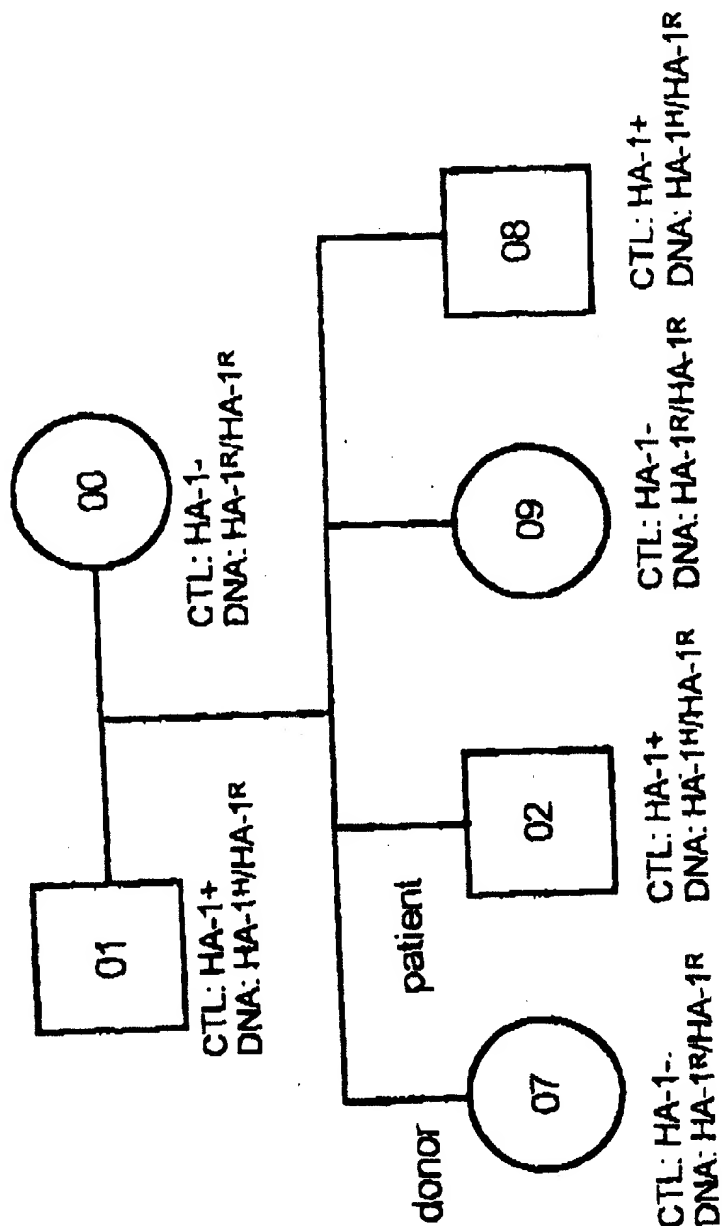 01
CTL: HA-1+
DNA: HA-1ᴴ/HA-1ᴿ
00
CTL: HA-1-
DNA: HA-1ᴿ/HA-1ᴿ
donor
07
CTL: HA-1-.
DNA: HA-1ᴿ/HA-1ᴿ
patient
02
CTL: HA-1+
DNA: HA-1ᴴ/HA-1ᴿ
09
CTL: HA-1-
DNA: HA-1ᴿ/HA-1ᴿ
08
CTL: HA-1+
DNA: HA-1ᴴ/HA-1ᴿ